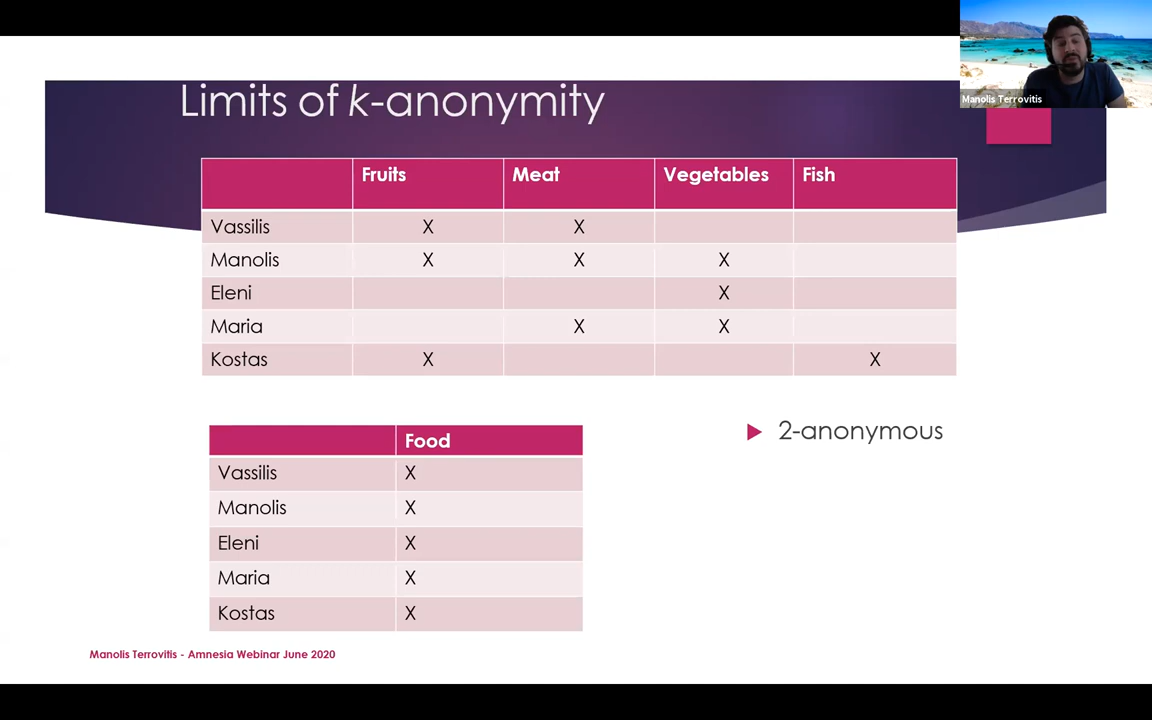 Manolis Terrovitis
Limits of k-anonymity
Fruits Meat Vegetables Fish
Vassilis X X
Manolis X X X
Eleni X
Maria X X
Kostas X X
Food
Vassilis X
Manolis X
Eleni X
Maria X
Kostas X
2-anonymous
Manolis Terrovitis - Amnesia Webinar June 2020